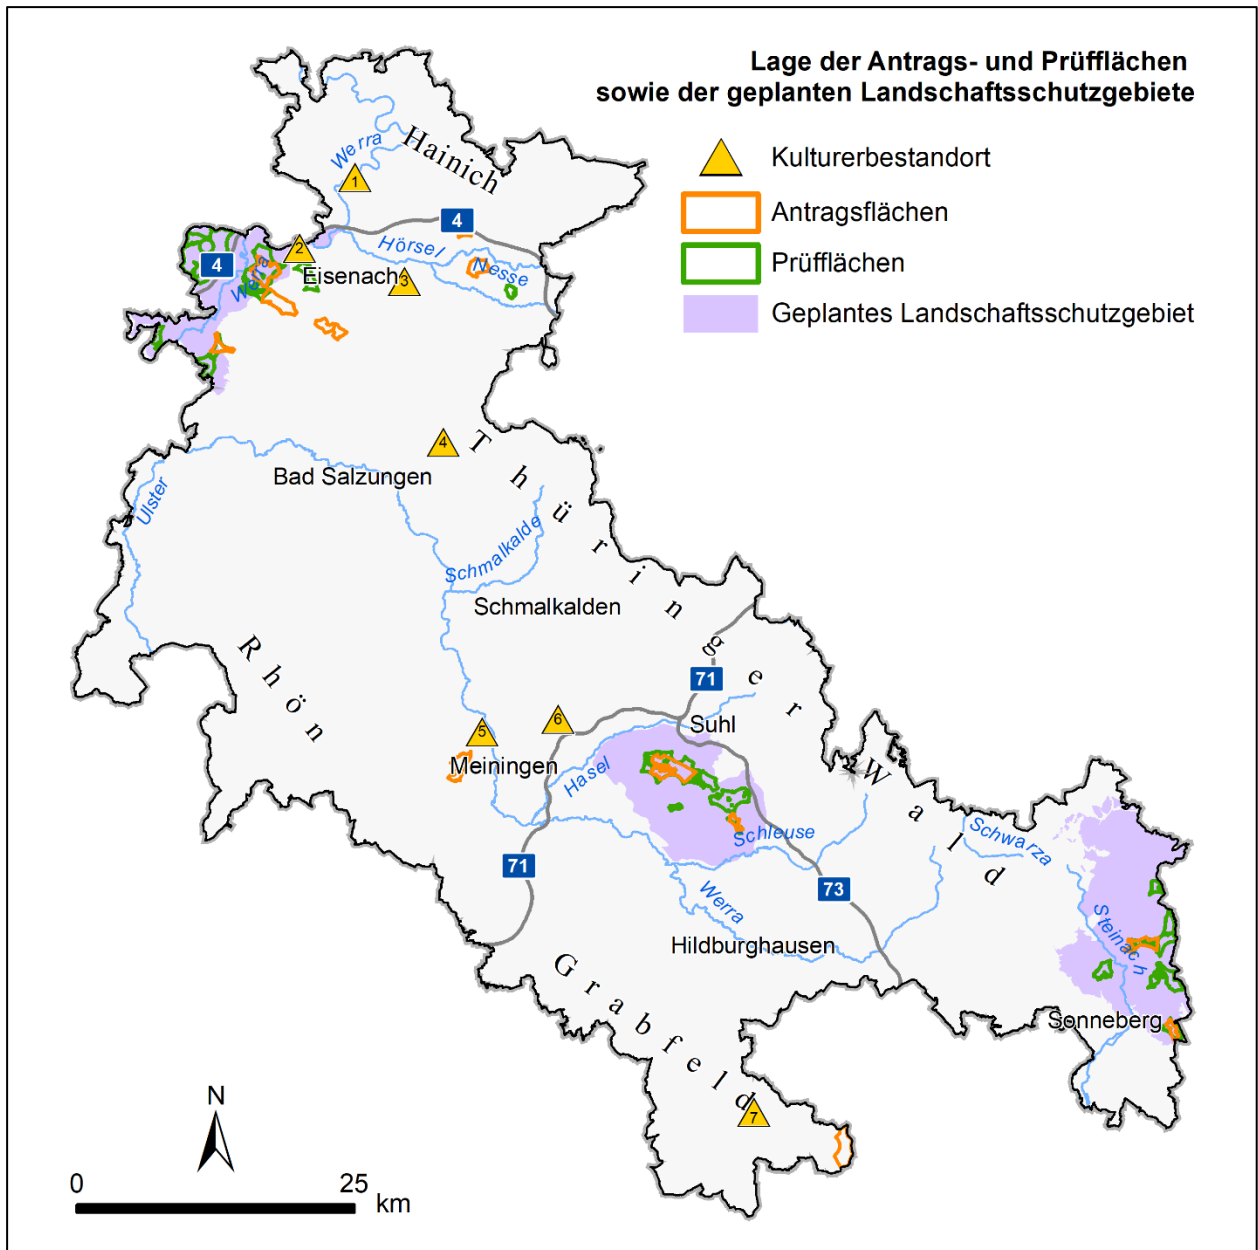 Lage der Antrags- und Prüfflächen
sowie der geplanten Landschaftsschutzgebiete
Kulturerbestandort
Antragsflächen
Prüfflächen
Geplantes Landschaftsschutzgebiet
Werra
Hainich
1
4
2
Hörsel
4
Eisenach
3
Nesse
Werra
4
Thüringer Wald
Bad Salzungen
Ulster
Schmalkalde
Schmalkalden
Rhön
71
5
6
Suhl
Meiningen
Hasel
Schleuse
Schwarza
71
73
Werra
Steinach
Hildburghausen
Grabfeld
Sonneberg
7
N
0 25
km